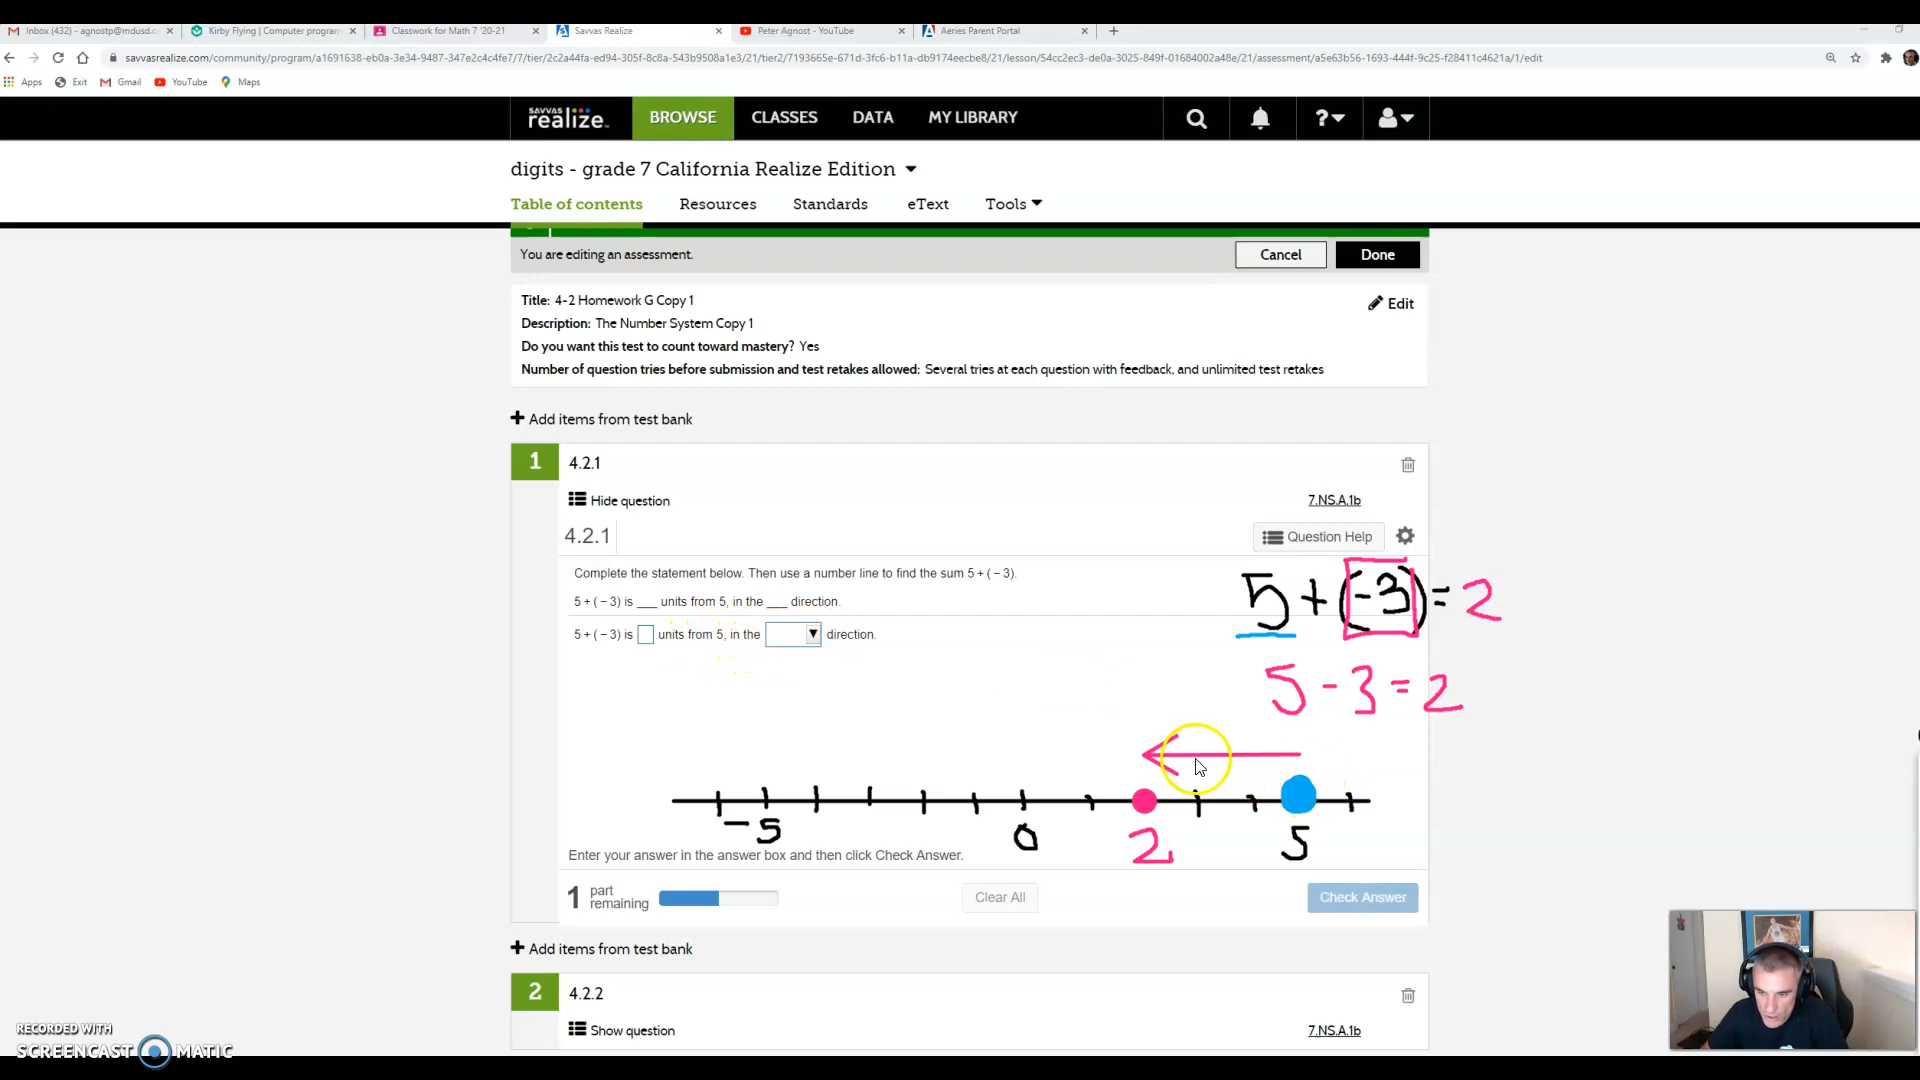 Inbox (432) - agnostp@mdusd.c
Kirby Flying | Computer program
Classwork for Math 7 '20-21
Savvas Realize
Peter Agnost - YouTube
Aeries Parent Portal
savvasrealize.com/community/program/a1691638-eb0a-3e34-9487-347e2c4c4fe7/7/tier/2c2a44fa-ed94-305f-8c8a-543b9508a1e3/21/tier2/7193665e-671d-3fc6-b11a-db9174eecbe8/21/lesson/54cc2ec3-de0a-3025-849f-01684002a48e/21/assessment/a5e63b56-1693-444f-9c25-f28411c4621a/1/edit
Apps Exit Gmail YouTube Maps
SAVVAS realize. BROWSE CLASSES DATA MY LIBRARY ?
digits - grade 7 California Realize Edition
Table of contents Resources Standards eText Tools
You are editing an assessment. Cancel Done
Title: 4-2 Homework G Copy 1 Edit
Description: The Number System Copy 1
Do you want this test to count toward mastery? Yes
Number of question tries before submission and test retakes allowed: Several tries at each question with feedback, and unlimited test retakes
+ Add items from test bank
1 4.2.1
Hide question 7.NS.A.1b
4.2.1 Question Help
Complete the statement below. Then use a number line to find the sum 5 + ( − 3).
5 + ( − 3) is ___ units from 5, in the ___ direction.
5 + ( − 3) is units from 5, in the direction.
5 + (-3) = 2
5 - 3 = 2
-5 0 2 5
Enter your answer in the answer box and then click Check Answer.
1 part remaining Clear All Check Answer
+ Add items from test bank
2 4.2.2
Show question 7.NS.A.1b
RECORDED WITH
SCREENCAST MATIC